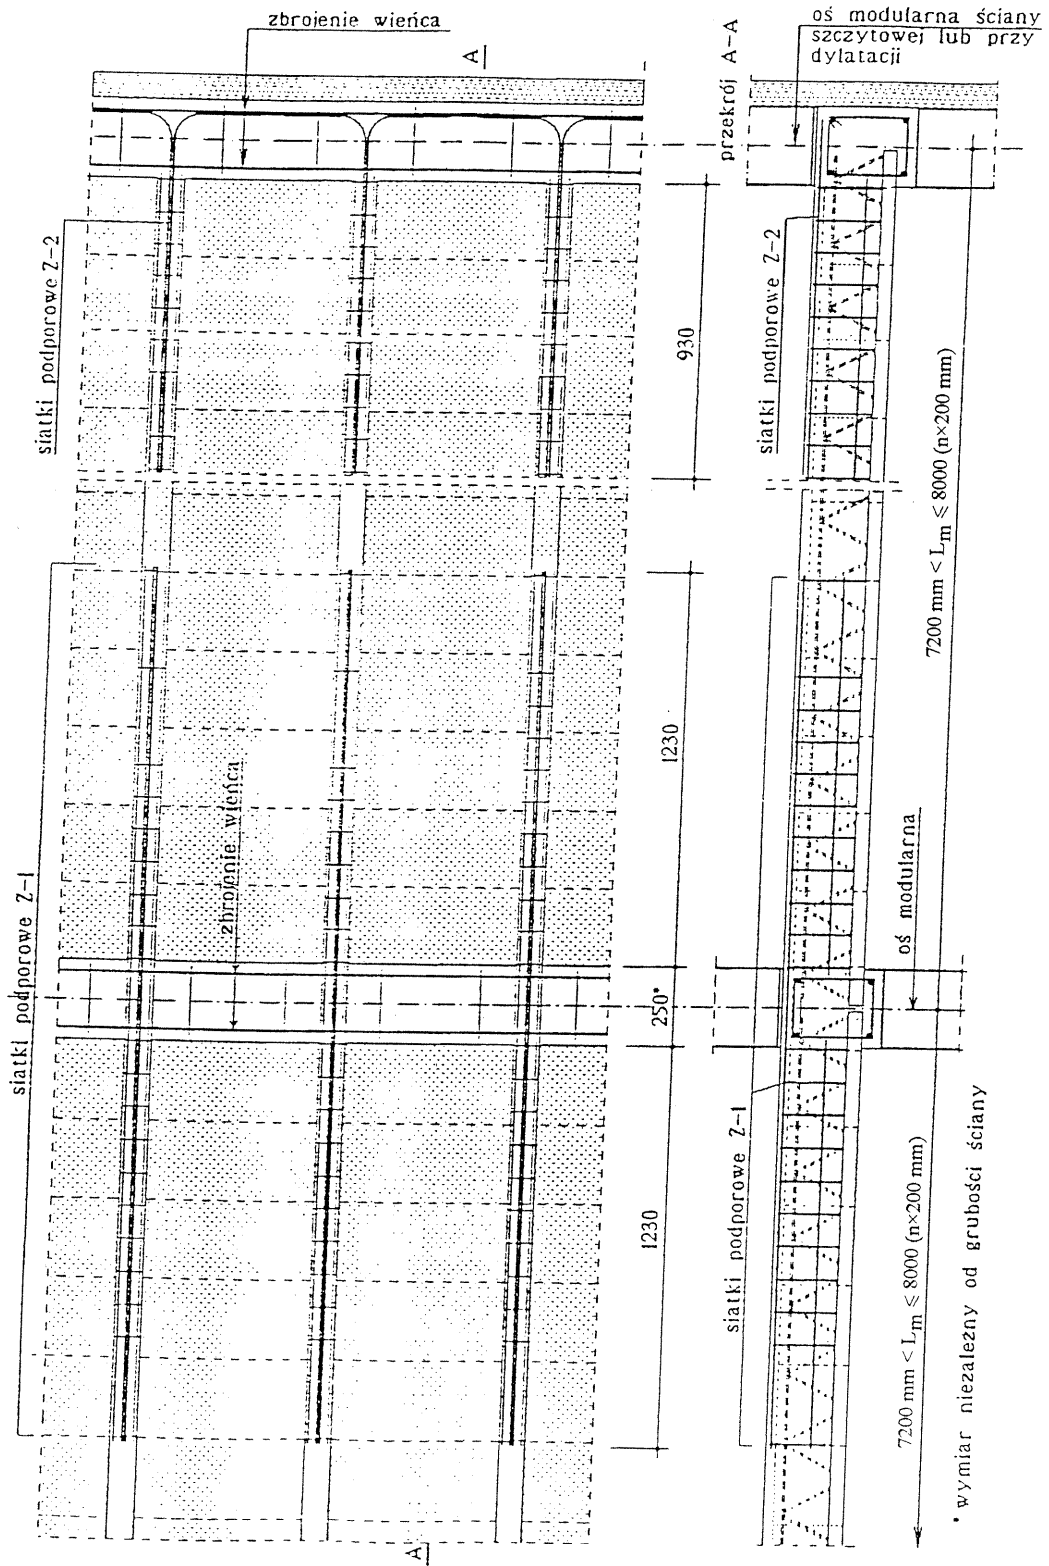 zbrojenie wieńca
oś modularna ściany
szczytowej lub przy
dylatacji
A
przekrój A-A
siatki podporowe Z-2
siatki podporowe Z-2
930
7200 mm < Lm ≤ 8000 (n×200 mm)
1230
zbrojenie wieńca
siatki podporowe Z-1
oś modularna
250*
siatki podporowe Z-1
1230
7200 mm < Lm ≤ 8000 (n×200 mm)
* wymiar niezależny od grubości ściany
A